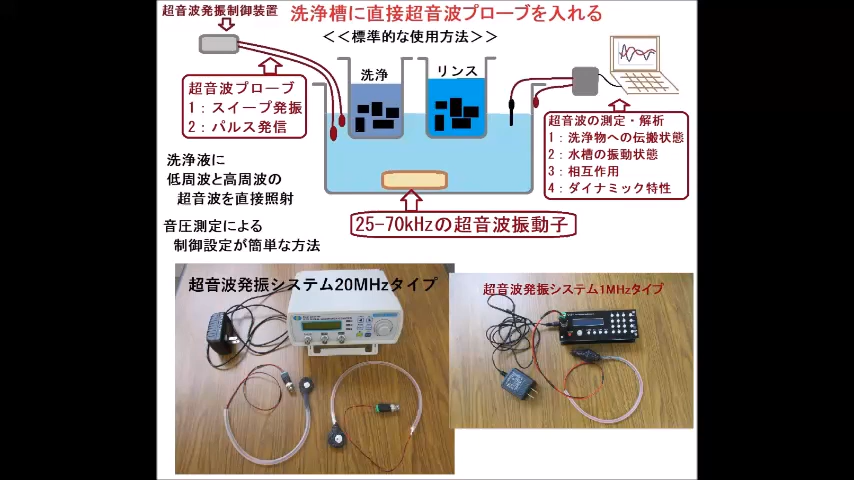 超音波発振制御装置
洗浄槽に直接超音波プローブを入れる
＜＜標準的な使用方法＞＞
洗浄
リンス
超音波プローブ
1：スイープ発振
2：パルス発信
超音波の測定・解析
1：洗浄物への伝搬状態
2：水槽の振動状態
3：相互作用
4：ダイナミック特性
洗浄液に
低周波と高周波の
超音波を直接照射
音圧測定による
制御設定が簡単な方法
25-70kHzの超音波振動子
超音波発振システム20MHzタイプ
超音波発振システム1MHzタイプ